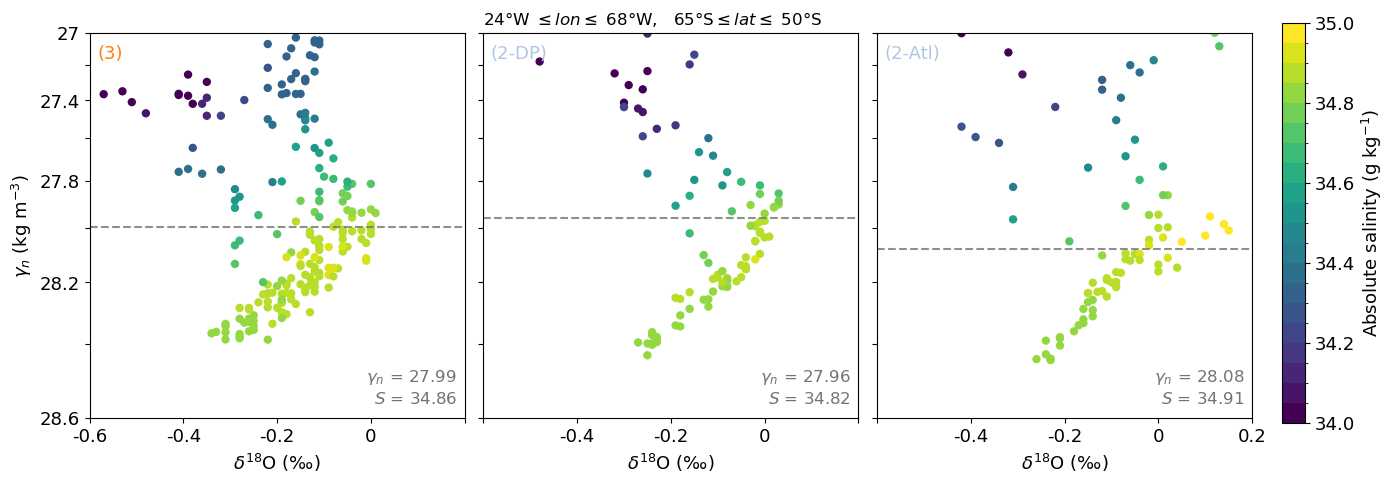 24°W ≤lon≤ 68°W, 65°S≤lat≤ 50°S
(3)
(2-DP)
(2-Atl)
27
27.4
27.8
28.2
28.6
γn (kg m−3)
γn = 27.99
S = 34.86
γn = 27.96
S = 34.82
γn = 28.08
S = 34.91
-0.6 -0.4 -0.2 0
-0.4 -0.2 0
-0.4 -0.2 0 0.2
δ18O (‰)
δ18O (‰)
δ18O (‰)
35.0
34.8
34.6
34.4
34.2
34.0
Absolute salinity (g kg−1)